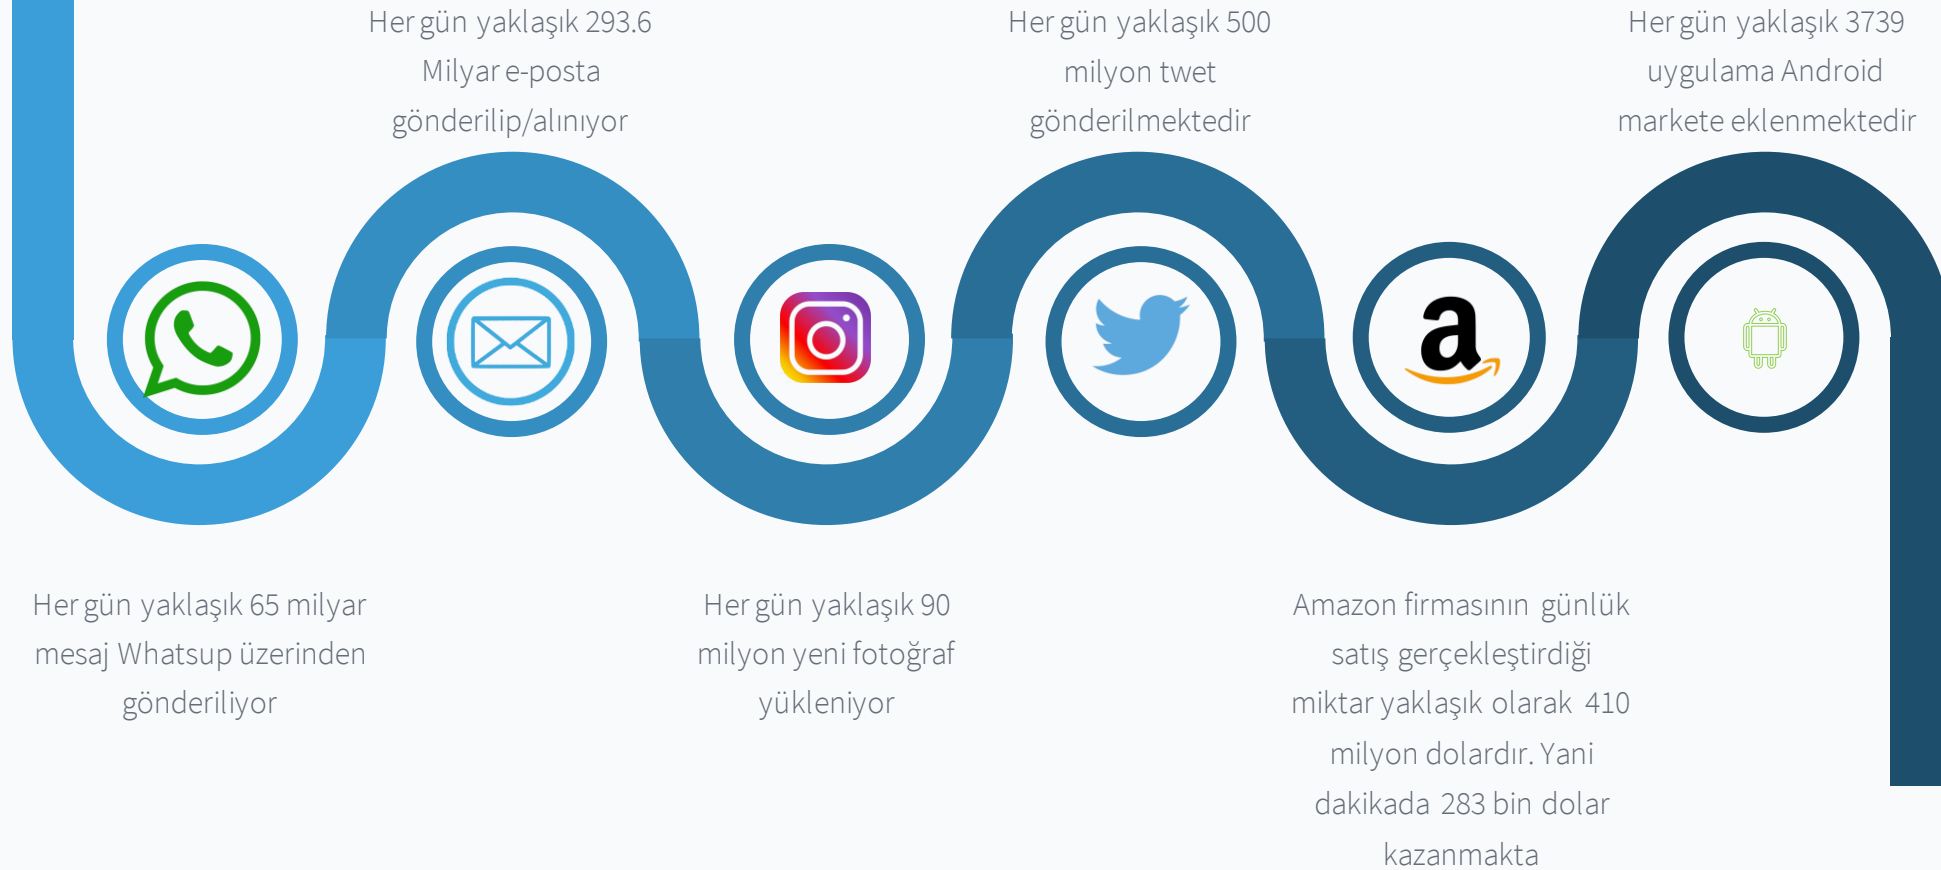 Her gün yaklaşık 293.6
Milyar e-posta
gönderilip/alınıyor
Her gün yaklaşık 500
milyon twet
gönderilmektedir
Her gün yaklaşık 3739
uygulama Android
markete eklenmektedir
Her gün yaklaşık 65 milyar
mesaj Whatsup üzerinden
gönderiliyor
Her gün yaklaşık 90
milyon yeni fotoğraf
yükleniyor
Amazon firmasının günlük
satış gerçekleştirdiği
miktar yaklaşık olarak 410
milyon dolardır. Yani
dakikada 283 bin dolar
kazanmakta